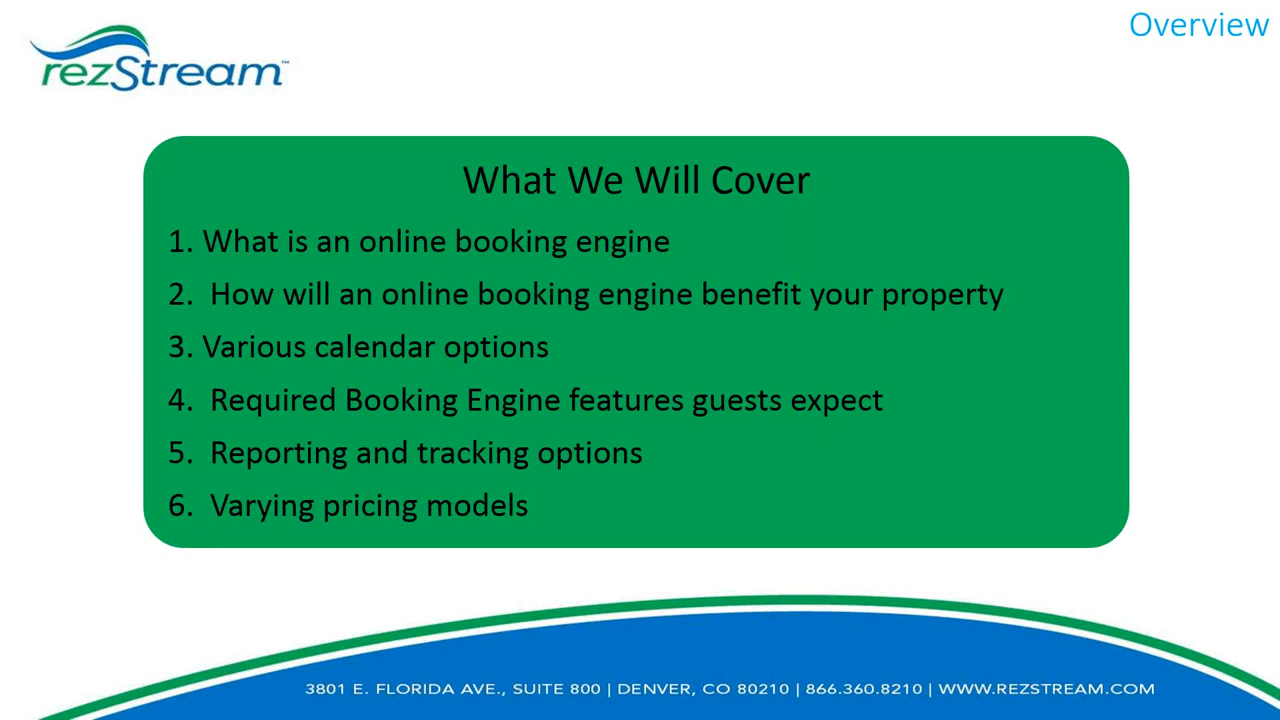 Overview
rezStream™
What We Will Cover
1. What is an online booking engine
2. How will an online booking engine benefit your property
3. Various calendar options
4. Required Booking Engine features guests expect
5. Reporting and tracking options
6. Varying pricing models
3801 E. FLORIDA AVE., SUITE 800 | DENVER, CO 80210 | 866.360.8210 | WWW.REZSTREAM.COM